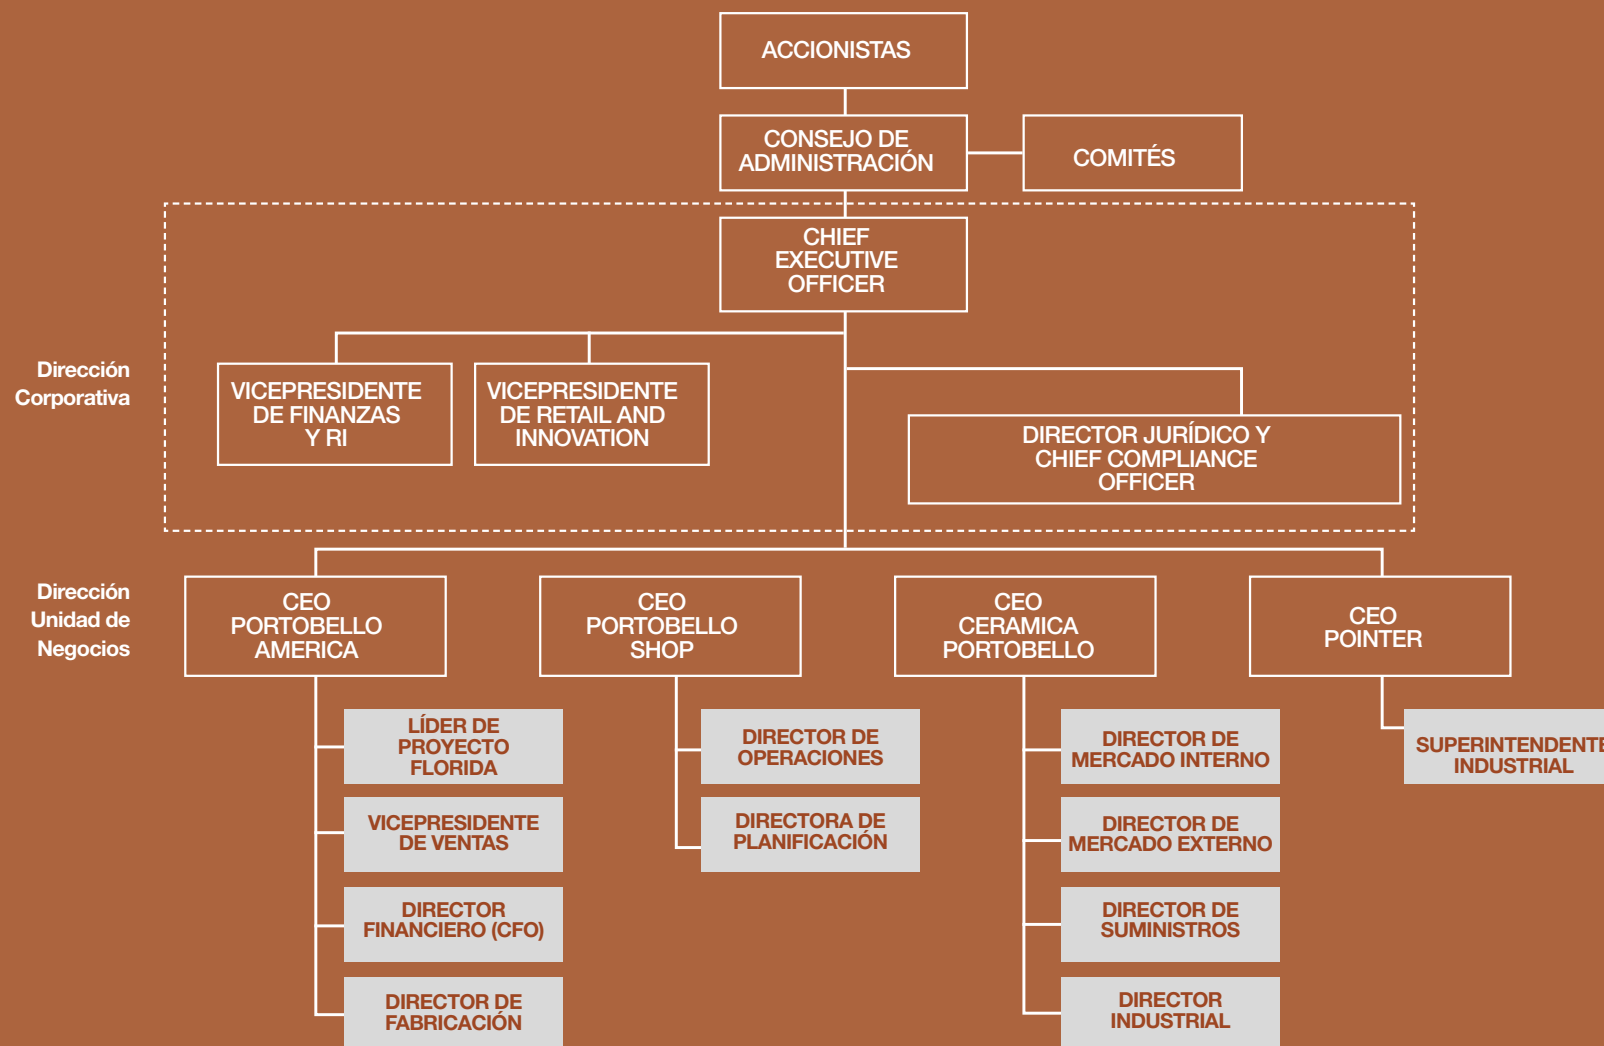 ACCIONISTAS
CONSEJO DE
ADMINISTRACIÓN
COMITÉS
CHIEF
EXECUTIVE
OFFICER
Dirección
Corporativa
VICEPRESIDENTE
DE FINANZAS
Y RI
VICEPRESIDENTE
DE RETAIL AND
INNOVATION
DIRECTOR JURÍDICO Y
CHIEF COMPLIANCE
OFFICER
Dirección
Unidad de
Negocios
CEO
PORTOBELLO
AMERICA
CEO
PORTOBELLO
SHOP
CEO
CERAMICA
PORTOBELLO
CEO
POINTER
LÍDER DE
PROYECTO
FLORIDA
VICEPRESIDENTE
DE VENTAS
DIRECTOR
FINANCIERO (CFO)
DIRECTOR DE
FABRICACIÓN
DIRECTOR DE
OPERACIONES
DIRECTORA DE
PLANIFICACIÓN
DIRECTOR DE
MERCADO INTERNO
DIRECTOR DE
MERCADO EXTERNO
DIRECTOR DE
SUMINISTROS
DIRECTOR
INDUSTRIAL
SUPERINTENDENTE
INDUSTRIAL